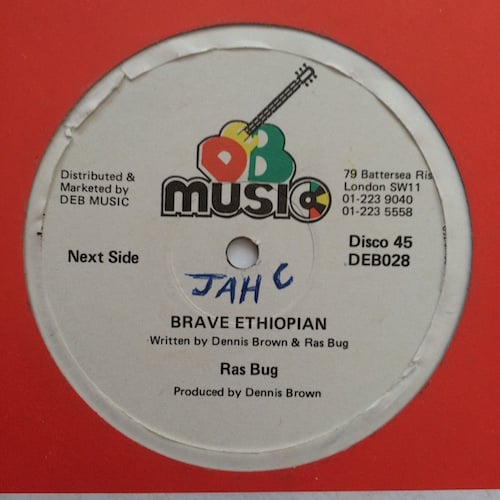 DEB
MUSIC
Distributed &
Marketed by
DEB MUSIC
79 Battersea Ris
London SW11
01-223 9040
01-223 5558
Next Side
Disco 45
DEB028
JAH C
BRAVE ETHIOPIAN
Written by Dennis Brown & Ras Bug
Ras Bug
Produced by Dennis Brown